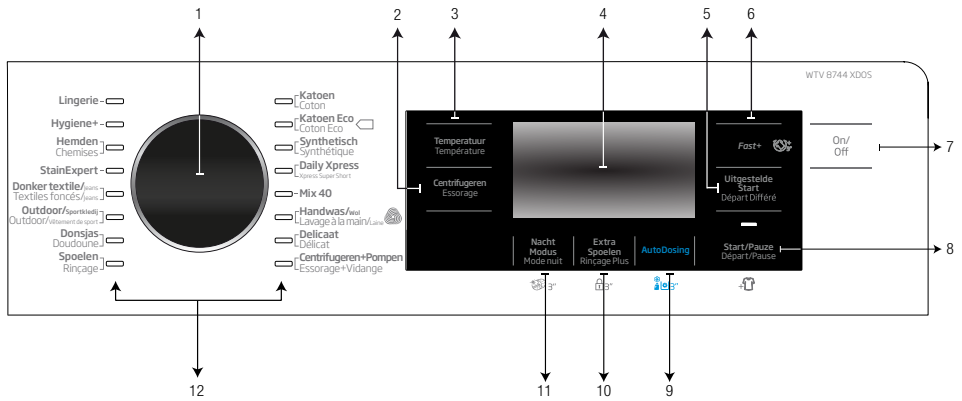 1
2
3
4
5
6
WTV 8744 XDOS
Lingerie
Hygiene+
Hemden
Chemises
StainExpert
Donker textile/Jeans
Textiles foncés/Jeans
Outdoor/Sportkledij
Outdoor/Vêtement de sport
Donsjas
Doudoune
Spoelen
Rinçage
Katoen
Coton
Katoen Eco
Coton Eco
Synthetisch
Synthétique
Daily Xpress
Xpress Super Short
Mix 40
Handwas/Wol
Lavage à la main/Laine
Delicaat
Délicat
Centrifugeren+Pompen
Essorage+Vidange
Temperatuur
Température
Centrifugeren
Essorage
Fast+
Uitgestelde
Start
Départ Différé
On/
Off
7
Nacht
Modus
Mode nuit
Extra
Spoelen
Rinçage Plus
AutoDosing
Start/Pauze
Départ/Pause
8
3"
3"
3"
+
12
11
10
9